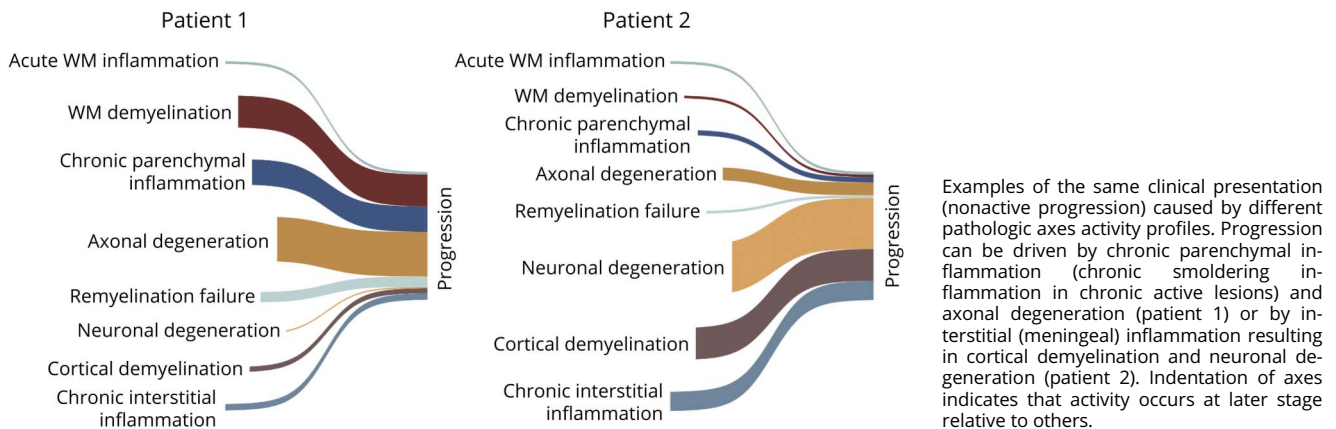 Patient 1
Acute WM inflammation
WM demyelination
Chronic parenchymal
inflammation
Axonal degeneration
Remyelination failure
Neuronal degeneration
Cortical demyelination
Chronic interstitial
inflammation
Progression
Patient 2
Acute WM inflammation
WM demyelination
Chronic parenchymal
inflammation
Axonal degeneration
Remyelination failure
Neuronal degeneration
Cortical demyelination
Chronic interstitial
inflammation
Progression
Examples of the same clinical presentation
(nonactive progression) caused by different
pathologic axes activity profiles. Progression
can be driven by chronic parenchymal in-
flammation (chronic smoldering in-
flammation in chronic active lesions) and
axonal degeneration (patient 1) or by in-
terstitial (meningeal) inflammation resulting
in cortical demyelination and neuronal de-
generation (patient 2). Indentation of axes
indicates that activity occurs at later stage
relative to others.